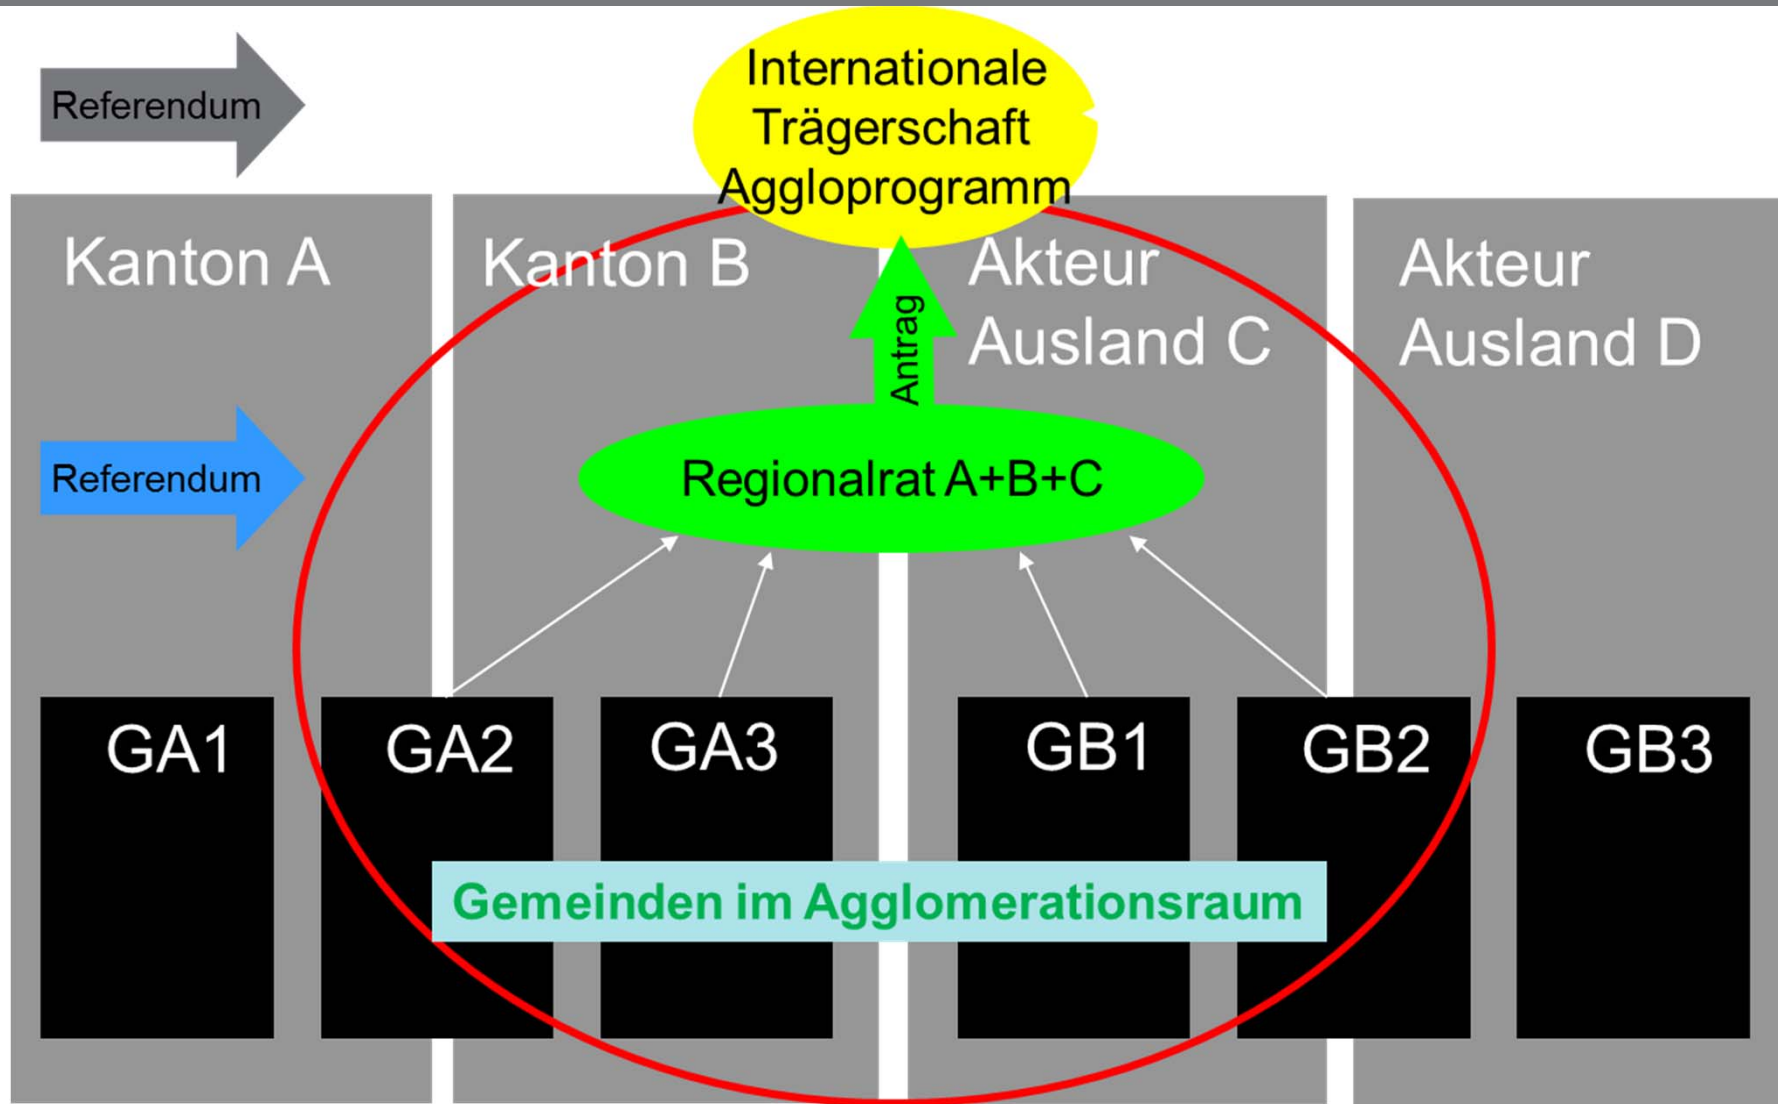 Internationale
Trägerschaft
Aggloprogramm
Referendum
Kanton A
Kanton B
Akteur
Ausland C
Akteur
Ausland D
Antrag
Referendum
Regionalrat A+B+C
GA1
GA2
GA3
GB1
GB2
GB3
Gemeinden im Agglomerationsraum